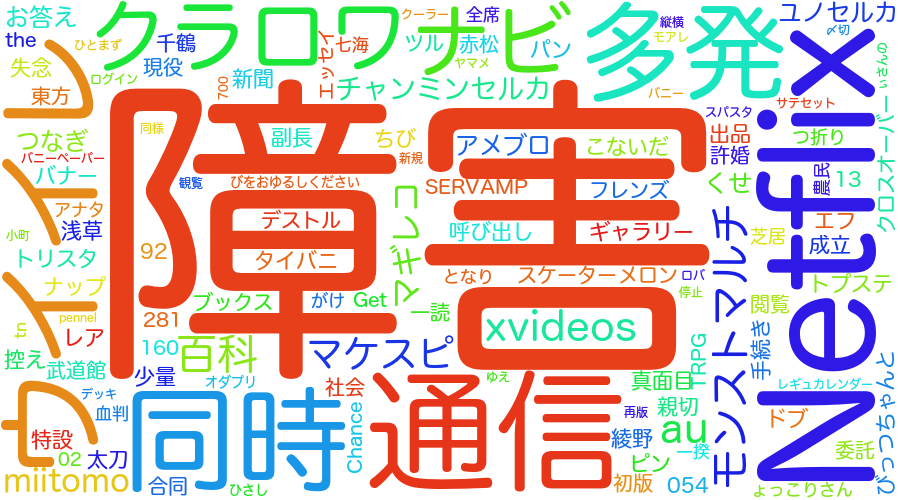 お答え
the
ひとまず
失念
東方
ログイン
千鶴
現役
新聞
700
クラロワナビ
エッセイ
七海
クーラー
ツル
赤松
ヤマメ
全席
パン
チャンミンセルカ
多発
縦横
モアレ
バニー
ユノセルカ
〆切
スパスタ
サテセット
出品
許婚
つ折り
農民
13
クロスオーバー
ぃさんの
ワイイレ
つなぎ
バニーペーパー
バナー
アナタ
浅草
小町
トリスタ
ナップ
pennel
tn
レア
控え
武道館
同様
観覧
92
281
160
少量
障害
副長
ちび
新規
びをおゆるしください
デストル
タイバニ
ブックス
がけ
Get
マギレコ
一読
アメブロ
こないだ
SERVAMP
フレンズ
呼び出し
ギャラリー
となり
スケーターメロン
ロバ
停止
xvideos
くせ
エフ
芝居
成立
トプステ
閲覧
手続き
モンストマルチ
Netflix
百科
オダプリ
マケスピ
ゆえ
真面目
TRPG
再版
親切
レギュカレンダー
ドブ
委託
びっつちゃんと
ょっこりさん
特設
02
太刀
miitomo
デッキ
血判
合同
同時
ひさし
社会
Chance
通信
初版
綾野
ピン
au
一揆
054